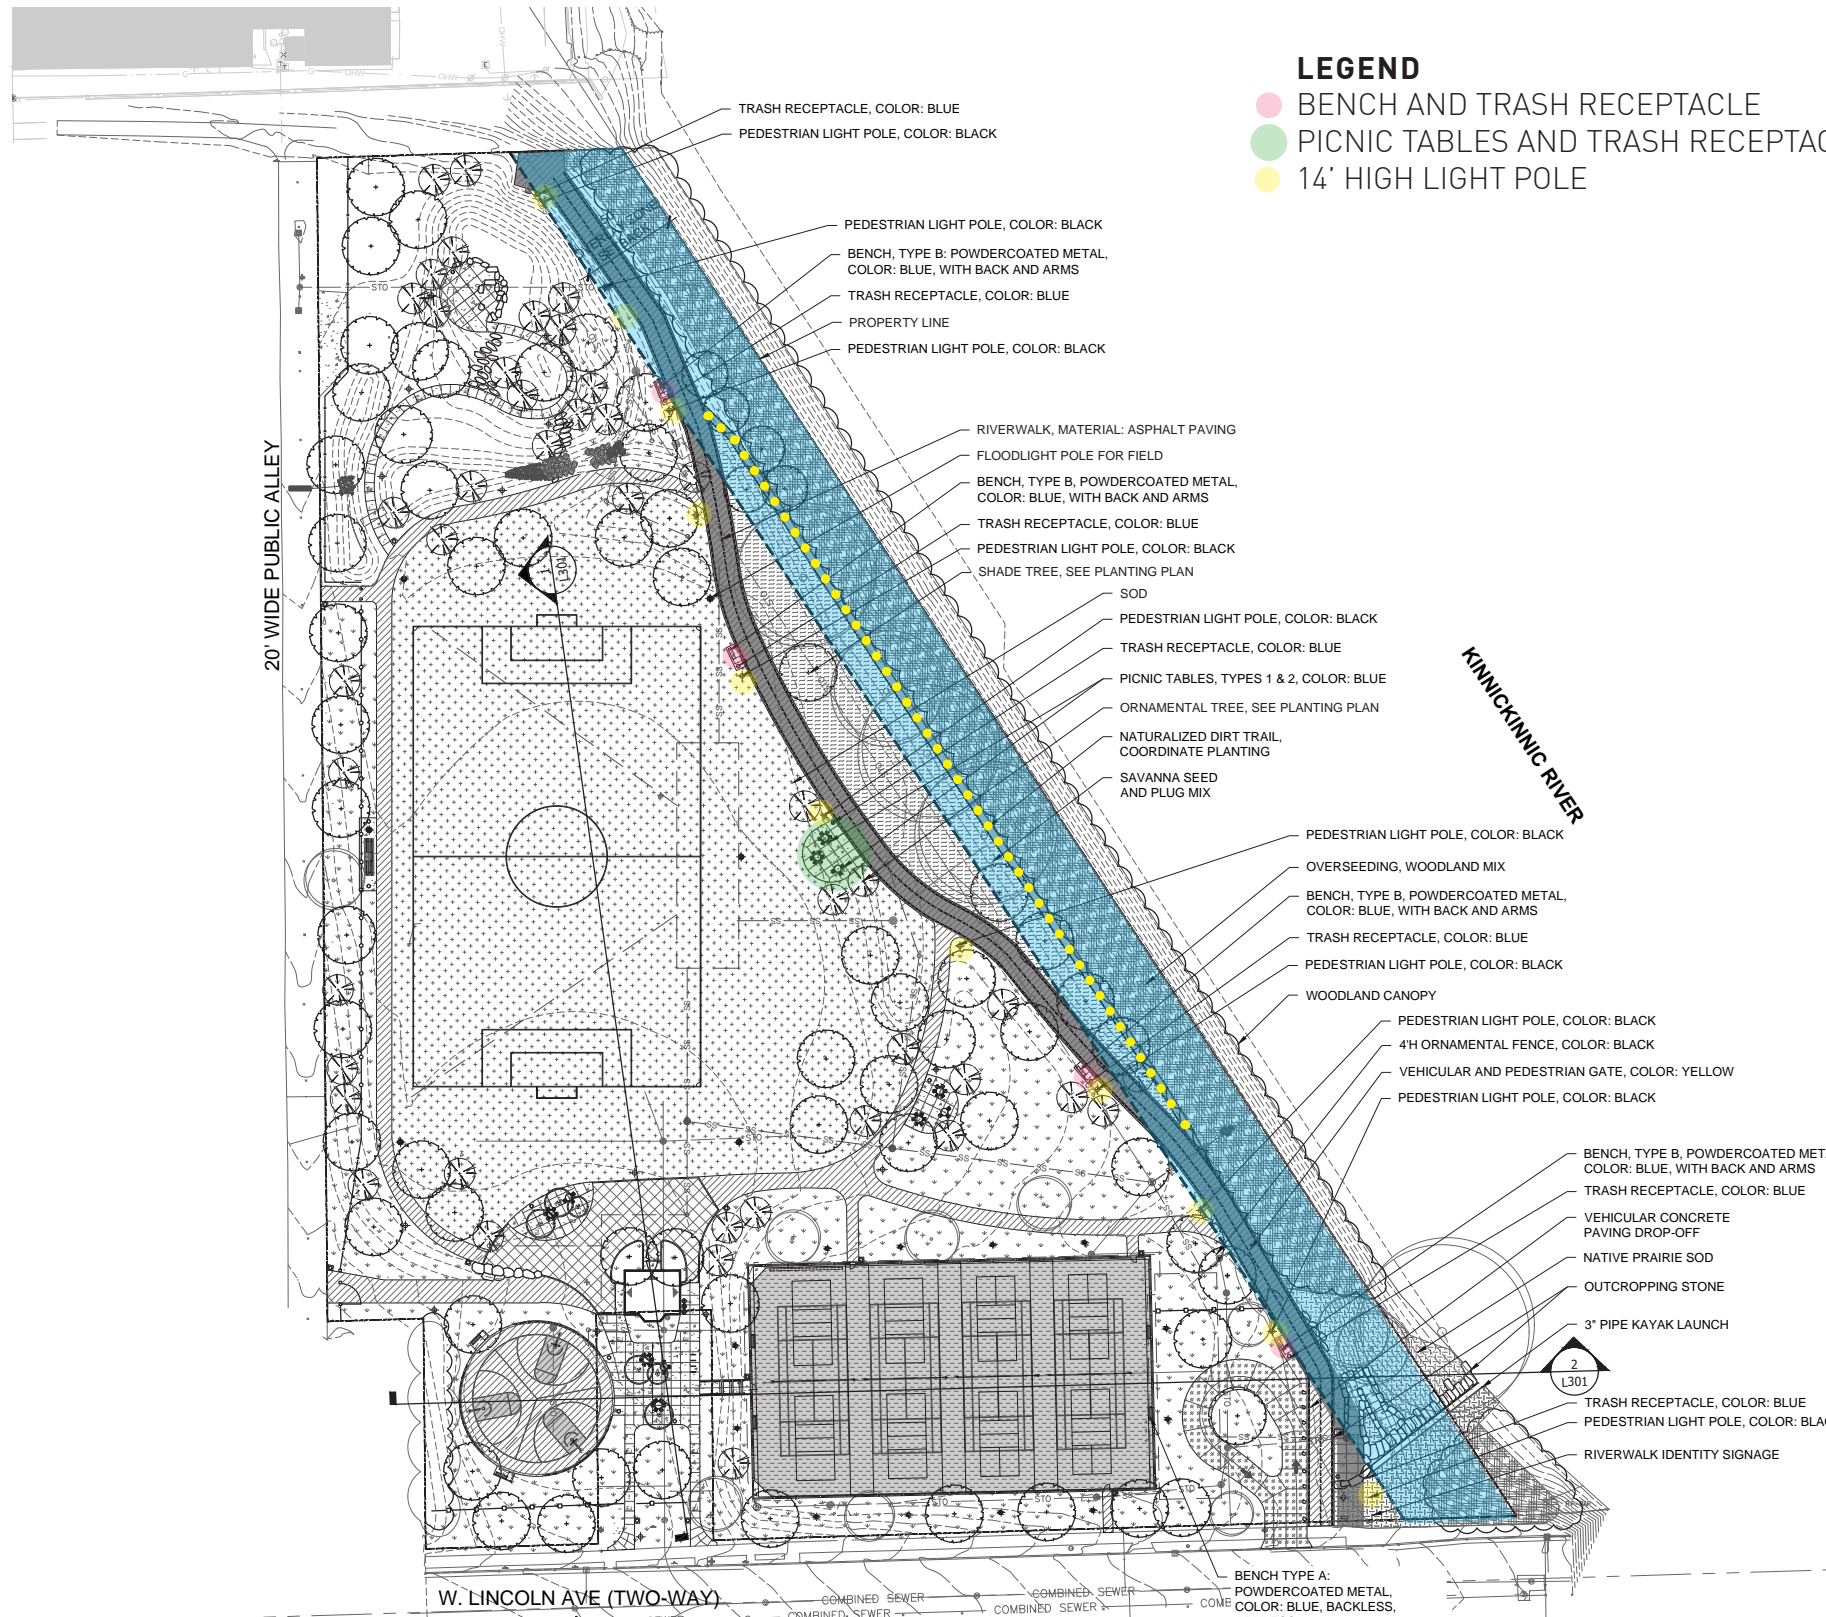 LEGEND
BENCH AND TRASH RECEPTACLE
PICNIC TABLES AND TRASH RECEPTAC
14' HIGH LIGHT POLE
TRASH RECEPTACLE, COLOR: BLUE
PEDESTRIAN LIGHT POLE, COLOR: BLACK
PEDESTRIAN LIGHT POLE, COLOR: BLACK
BENCH, TYPE B: POWDERCOATED METAL,
COLOR: BLUE, WITH BACK AND ARMS
TRASH RECEPTACLE, COLOR: BLUE
PROPERTY LINE
PEDESTRIAN LIGHT POLE, COLOR: BLACK
RIVERWALK, MATERIAL: ASPHALT PAVING
FLOODLIGHT POLE FOR FIELD
BENCH, TYPE B, POWDERCOATED METAL,
COLOR: BLUE, WITH BACK AND ARMS
TRASH RECEPTACLE, COLOR: BLUE
PEDESTRIAN LIGHT POLE, COLOR: BLACK
SHADE TREE, SEE PLANTING PLAN
SOD
PEDESTRIAN LIGHT POLE, COLOR: BLACK
TRASH RECEPTACLE, COLOR: BLUE
PICNIC TABLES, TYPES 1 & 2, COLOR: BLUE
ORNAMENTAL TREE, SEE PLANTING PLAN
NATURALIZED DIRT TRAIL,
COORDINATE PLANTING
SAVANNA SEED
AND PLUG MIX
PEDESTRIAN LIGHT POLE, COLOR: BLACK
OVERSEEDING, WOODLAND MIX
BENCH, TYPE B, POWDERCOATED METAL,
COLOR: BLUE, WITH BACK AND ARMS
TRASH RECEPTACLE, COLOR: BLUE
PEDESTRIAN LIGHT POLE, COLOR: BLACK
WOODLAND CANOPY
PEDESTRIAN LIGHT POLE, COLOR: BLACK
4'H ORNAMENTAL FENCE, COLOR: BLACK
VEHICULAR AND PEDESTRIAN GATE, COLOR: YELLOW
PEDESTRIAN LIGHT POLE, COLOR: BLACK
BENCH, TYPE B, POWDERCOATED MET
COLOR: BLUE, WITH BACK AND ARMS
TRASH RECEPTACLE, COLOR: BLUE
VEHICULAR CONCRETE
PAVING DROP-OFF
NATIVE PRAIRIE SOD
OUTCROPPING STONE
3" PIPE KAYAK LAUNCH
2
L301
TRASH RECEPTACLE, COLOR: BLUE
PEDESTRIAN LIGHT POLE, COLOR: BLA
RIVERWALK IDENTITY SIGNAGE
KINNICKINNIC RIVER
20' WIDE PUBLIC ALLEY
1
L301
W. LINCOLN AVE (TWO-WAY)
COMBINED SEWER
COMBINED SEWER
COMBINED SEWER
COMBINED SEWER
BENCH TYPE A:
POWDERCOATED METAL,
COLOR: BLUE, BACKLESS,